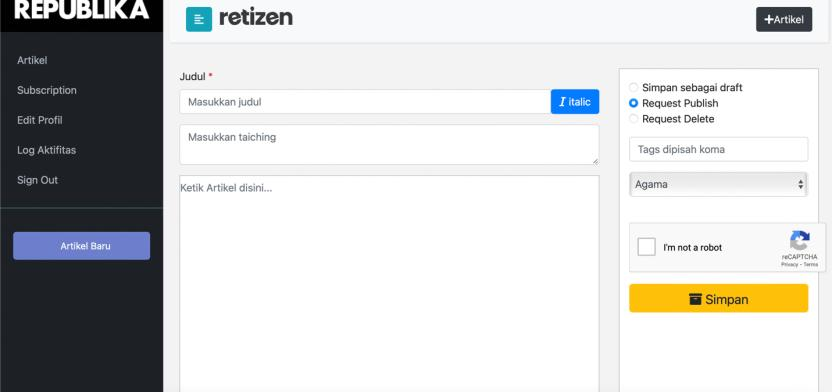 REPUBLIKA
retizen
+Artikel
Artikel
Subscription
Edit Profil
Log Aktifitas
Sign Out
Artikel Baru
Judul *
Masukkan judul
I italic
Masukkan taiching
Ketik Artikel disini...
Simpan sebagai draft
Request Publish
Request Delete
Tags dipisah koma
Agama
I'm not a robot
reCAPTCHA
Privacy - Terms
Simpan